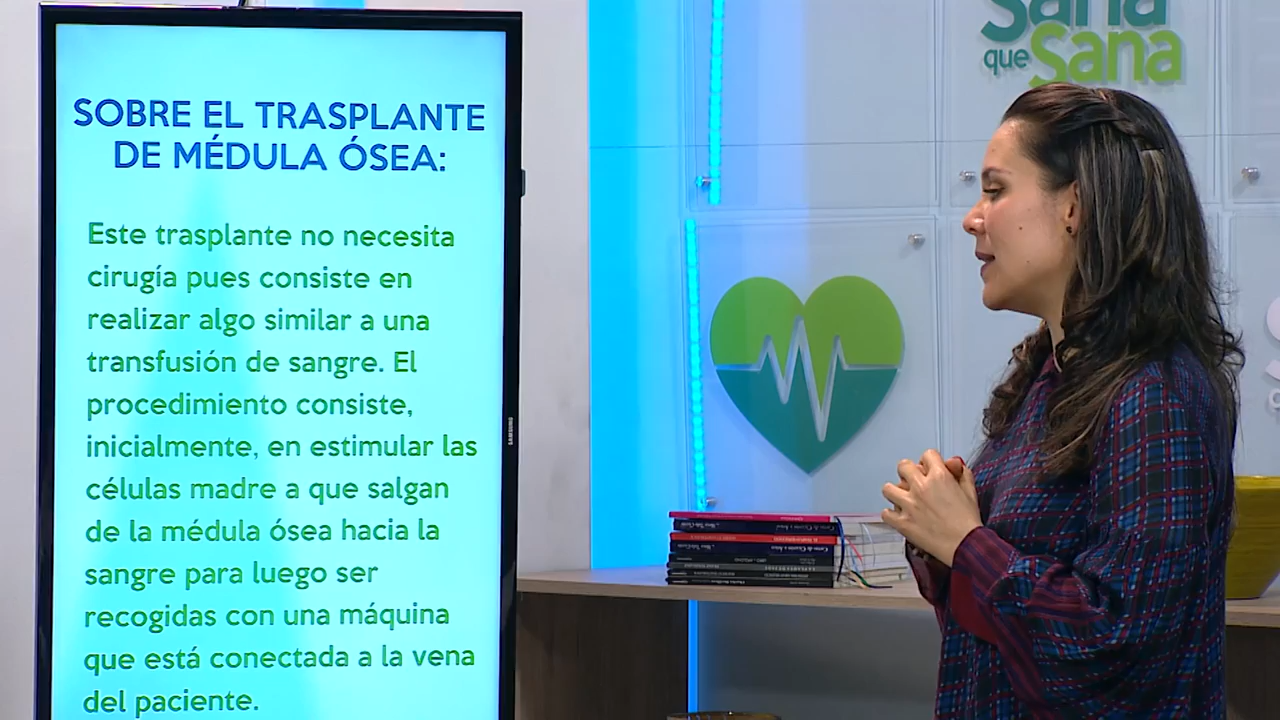 SOBRE EL TRASPLANTE
DE MÉDULA ÓSEA:
Este trasplante no necesita
cirugía pues consiste en
realizar algo similar a una
transfusión de sangre. El
procedimiento consiste,
inicialmente, en estimular las
células madre a que salgan
de la médula ósea hacia la
sangre para luego ser
recogidas con una máquina
que está conectada a la vena
del paciente.
SAMSUNG
Sana
que Sana